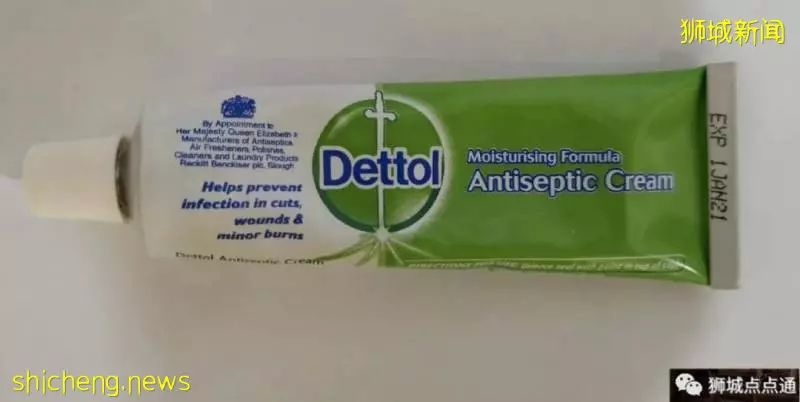 狮城新闻
By Appointment to
Her Majesty Queen Elizabeth II
Manufacturers of Antiseptics
Air Fresheners, Polishes,
Cleaners and Laundry Products
Reckitt Benckiser plc, Slough
Helps prevent
infection in cuts,
wounds &
minor burns
Dettol Antiseptic Cream
Dettol
Moisturising Formula
Antiseptic Cream
EXP 1JAN21
shicheng.news
狮城点点通